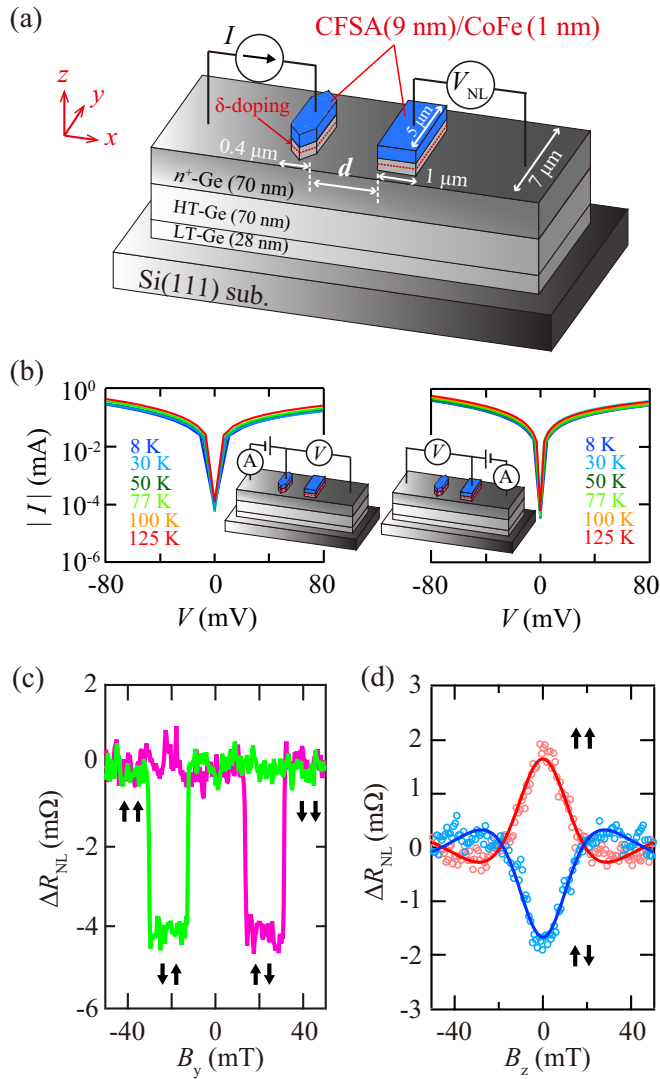 (a)
I
CFSA(9 nm)/CoFe (1 nm)
V_NL
z
y
x
δ-doping
5 μm
0.4 μm
d
1 μm
7 μm
n⁺-Ge (70 nm)
HT-Ge (70 nm)
LT-Ge (28 nm)
Si(111) sub.
(b)
| I | (mA)
10⁰
10⁻²
10⁻⁴
10⁻⁶
8 K
30 K
50 K
77 K
100 K
125 K
A
V
-80 0 80
V (mV)
V
A
8 K
30 K
50 K
77 K
100 K
125 K
-80 0 80
V (mV)
(c)
ΔR_NL (mΩ)
2
0
-2
-4
-6
-40 0 40
B_y (mT)
(d)
ΔR_NL (mΩ)
3
2
1
0
-1
-2
-3
-40 0 40
B_z (mT)